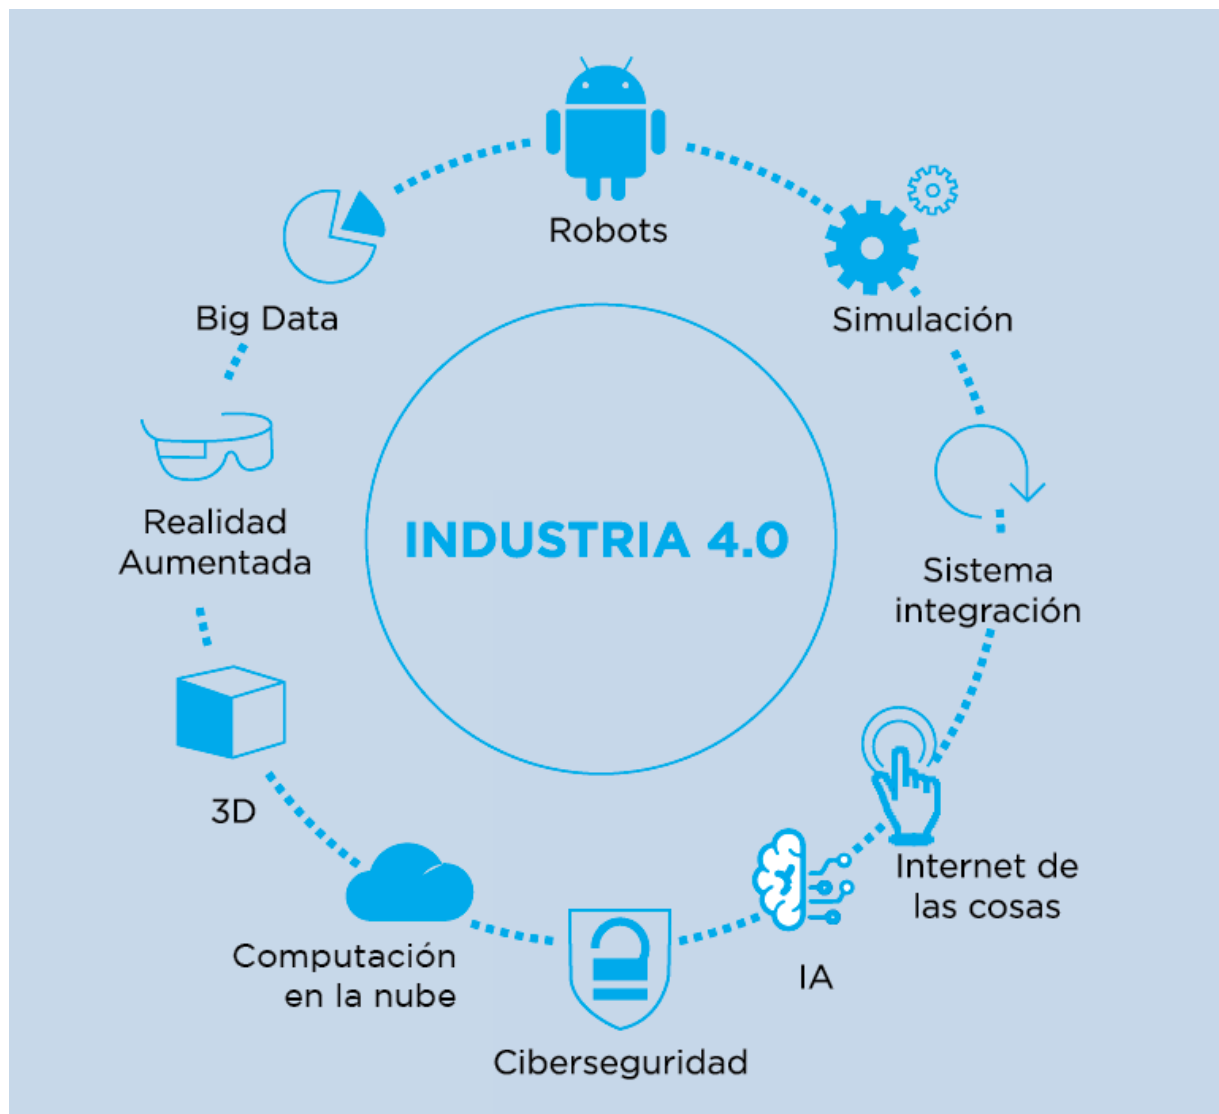 Robots
Simulación
Sistema
integración
Internet de
las cosas
IA
Ciberseguridad
Computación
en la nube
3D
Realidad
Aumentada
Big Data
INDUSTRIA 4.0